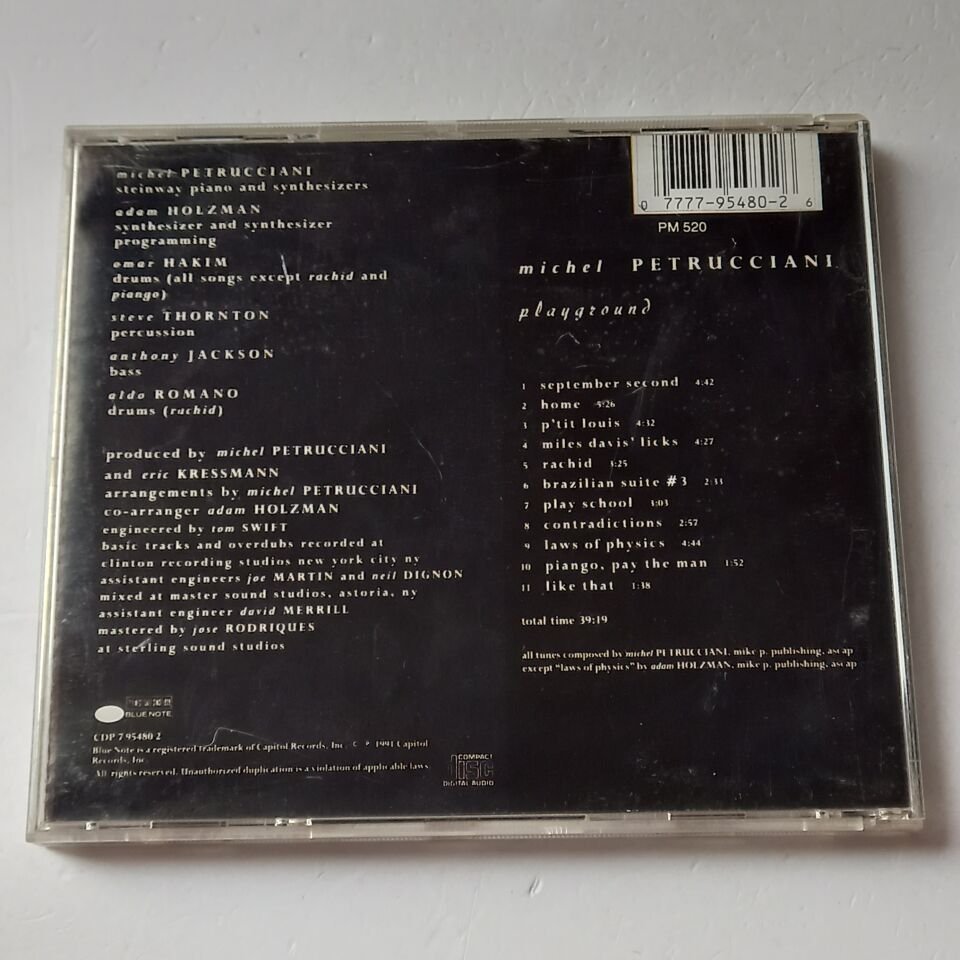 michel PETRUCCIANI
steinway piano and synthesizers
adam HOLZMAN
synthesizer and synthesizer
programming
omar HAKIM
drums (all songs except rachid and
piango)
steve THORNTON
percussion
anthony JACKSON
bass
aldo ROMANO
drums (rachid)
produced by michel PETRUCCIANI
and eric KRESSMANN
arrangements by michel PETRUCCIANI
co-arranger adam HOLZMAN
engineered by tom SWIFT
basic tracks and overdubs recorded at
clinton recording studios new york city ny
assistant engineers joe MARTIN and neil DIGNON
mixed at master sound studios, astoria, ny
assistant engineer david MERRILL
mastered by jose RODRIQUES
at sterling sound studios
BLUE NOTE
CDP 7 95480 2
Blue Note is a registered trademark of Capitol Records, Inc. © ℗ 1991 Capitol
Records, Inc.
All rights reserved. Unauthorized duplication is a violation of applicable laws.
COMPACT
disc
DIGITAL AUDIO
0 7777-95480-2 6
PM 520
michel PETRUCCIANI
playground
1 september second 4:42
2 home 5:26
3 p'tit louis 4:32
4 miles davis' licks 4:27
5 rachid 3:25
6 brazilian suite #3 2:33
7 play school 3:03
8 contradictions 2:57
9 laws of physics 4:44
10 piango, pay the man 1:52
11 like that 1:38
total time 39:19
all tunes composed by michel PETRUCCIANI, mike p. publishing, ascap
except "laws of physics" by adam HOLZMAN, mike p. publishing, ascap